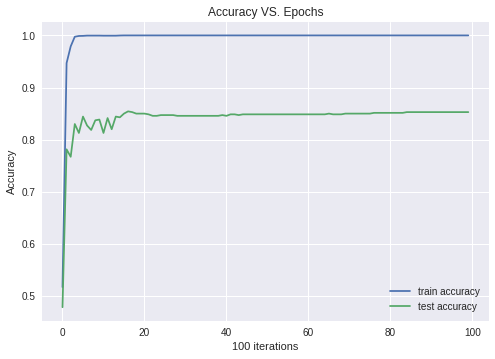 Accuracy VS. Epochs
Accuracy
1.0
0.9
0.8
0.7
0.6
0.5
0 20 40 60 80 100
100 iterations
train accuracy
test accuracy